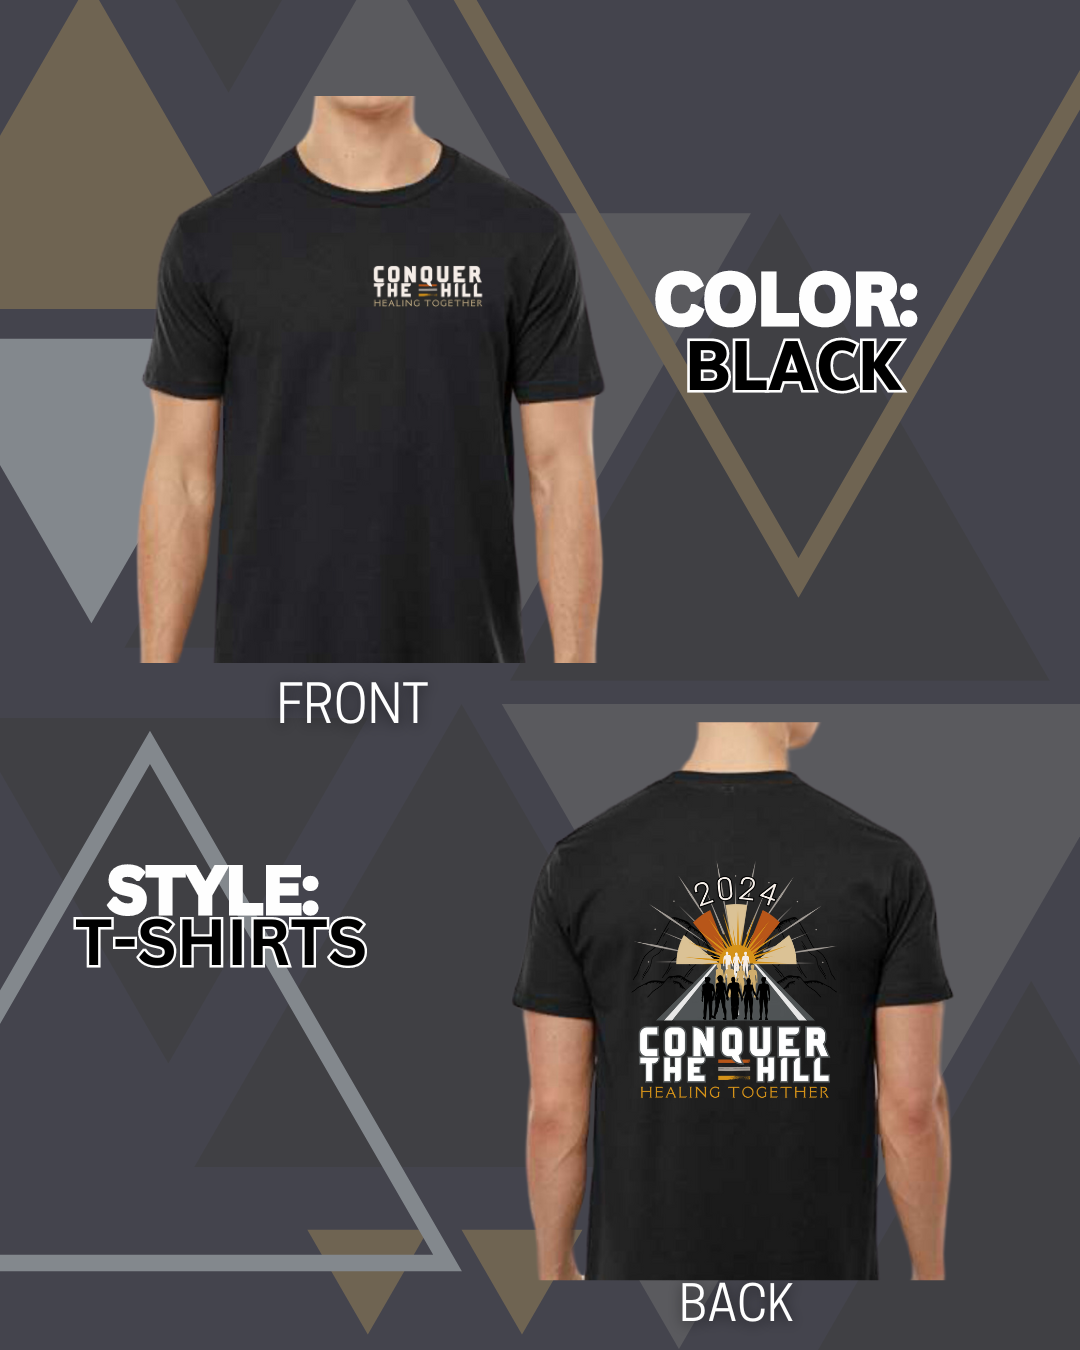 CONQUER
THE HILL
HEALING TOGETHER
COLOR:
BLACK
FRONT
STYLE:
T-SHIRTS
2024
CONQUER
THE HILL
HEALING TOGETHER
BACK